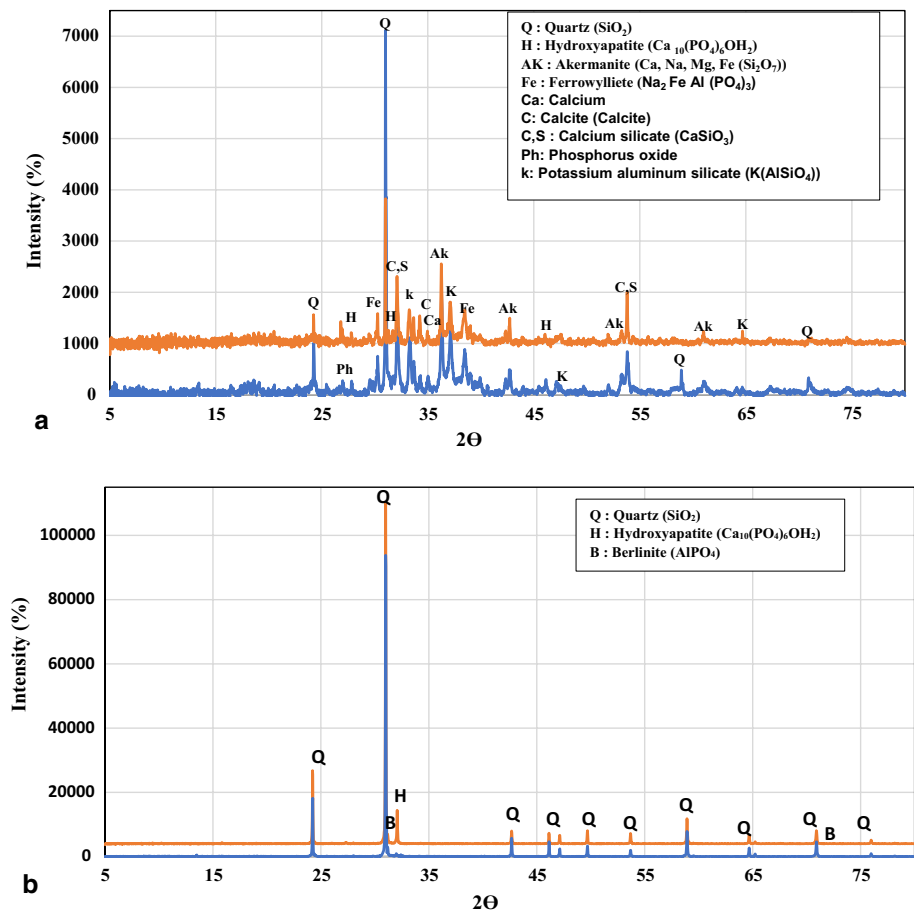 Q : Quartz (SiO₂)
H : Hydroxyapatite (Ca ₁₀(PO₄)₆OH₂)
AK : Akermanite (Ca, Na, Mg, Fe (Si₂O₇))
Fe : Ferrowylliete (Na₂ Fe Al (PO₄)₃)
Ca: Calcium
C: Calcite (Calcite)
C,S : Calcium silicate (CaSiO₃)
Ph: Phosphorus oxide
k: Potassium aluminum silicate (K(AlSiO₄))
Intensity (%)
7000
6000
5000
4000
3000
2000
1000
0
Q
Q
Ph
H
Fe
H
C,S
k
C
Ca
Ak
K
Fe
Ak
H
K
Ak
C,S
Q
Ak
K
Q
5 15 25 35 45 55 65 75
2Ɵ
a
Q : Quartz (SiO₂)
H : Hydroxyapatite (Ca₁₀(PO₄)₆OH₂)
B : Berlinite (AlPO₄)
Intensity (%)
100000
80000
60000
40000
20000
0
Q
Q
B
H
Q
Q
Q
Q
Q
Q
Q
B
Q
5 15 25 35 45 55 65 75
2Ɵ
b